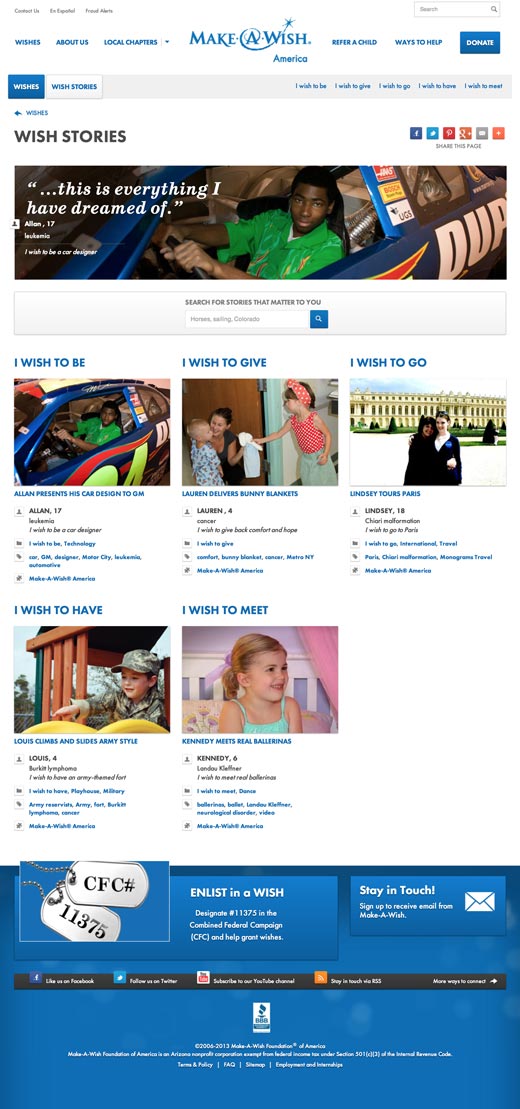 Contact Us En Español Fraud Alerts
Search
WISHES ABOUT US LOCAL CHAPTERS MAKE·A·WISH® America REFER A CHILD WAYS TO HELP DONATE
WISHES WISH STORIES I wish to be I wish to give I wish to go I wish to have I wish to meet
WISHES
WISH STORIES
SHARE THIS PAGE
“ ...this is everything I
have dreamed of.”
Allan , 17
leukemia
I wish to be a car designer
BOSCH
UGS
DUP
SEARCH FOR STORIES THAT MATTER TO YOU
Horses, sailing, Colorado
I WISH TO BE
ALLAN PRESENTS HIS CAR DESIGN TO GM
ALLAN, 17
leukemia
I wish to be a car designer
I wish to be, Technology
car, GM, designer, Motor City, leukemia,
automotive
Make-A-Wish® America
I WISH TO GIVE
LAUREN DELIVERS BUNNY BLANKETS
LAUREN , 4
cancer
I wish to give back comfort and hope
I wish to give
comfort, bunny blanket, cancer, Metro NY
Make-A-Wish® America
I WISH TO GO
LINDSEY TOURS PARIS
LINDSEY, 18
Chiari malformation
I wish to go to Paris
I wish to go, International, Travel
Paris, Chiari malformation, Monograms Travel
Make-A-Wish® America
I WISH TO HAVE
LOUIS CLIMBS AND SLIDES ARMY STYLE
LOUIS, 4
Burkitt lymphoma
I wish to have an army-themed fort
I wish to have, Playhouse, Military
Army reservists, Army, fort, Burkitt
lymphoma, cancer
Make-A-Wish® America
I WISH TO MEET
KENNEDY MEETS REAL BALLERINAS
KENNEDY, 6
Landau Kleffner
I wish to meet real ballerinas
I wish to meet, Dance
ballerinas, ballet, Landau Kleffner,
neurological disorder, video
Make-A-Wish® America
CFC#
11375
ENLIST in a WISH
Designate #11375 in the
Combined Federal Campaign
(CFC) and help grant wishes.
Stay in Touch!
Sign up to receive email from
Make-A-Wish.
Like us on Facebook Follow us on Twitter You Tube Subscribe to our YouTube channel Stay in touch via RSS More ways to connect
BBB
©2006-2013 Make-A-Wish Foundation® of America
Make-A-Wish Foundation of America is an Arizona nonprofit corporation exempt from federal income tax under Section 501(c)(3) of the Internal Revenue Code.
Terms & Policy | FAQ | Sitemap | Employment and Internships